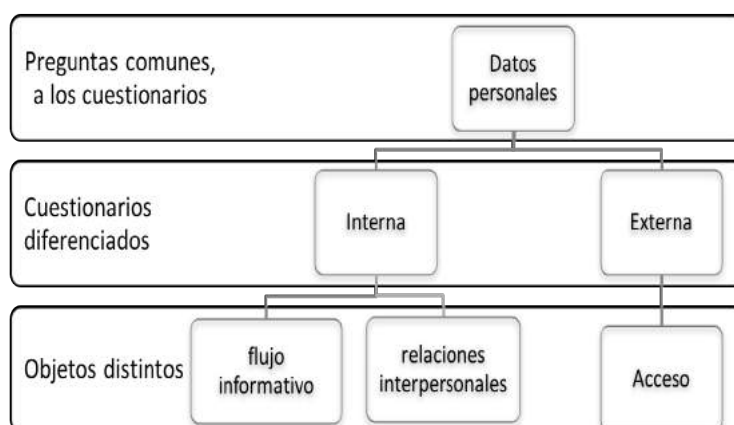 Preguntas comunes,
a los cuestionarios
Datos
personales
Cuestionarios
diferenciados
Interna
Externa
Objetos distintos
flujo
informativo
relaciones
interpersonales
Acceso